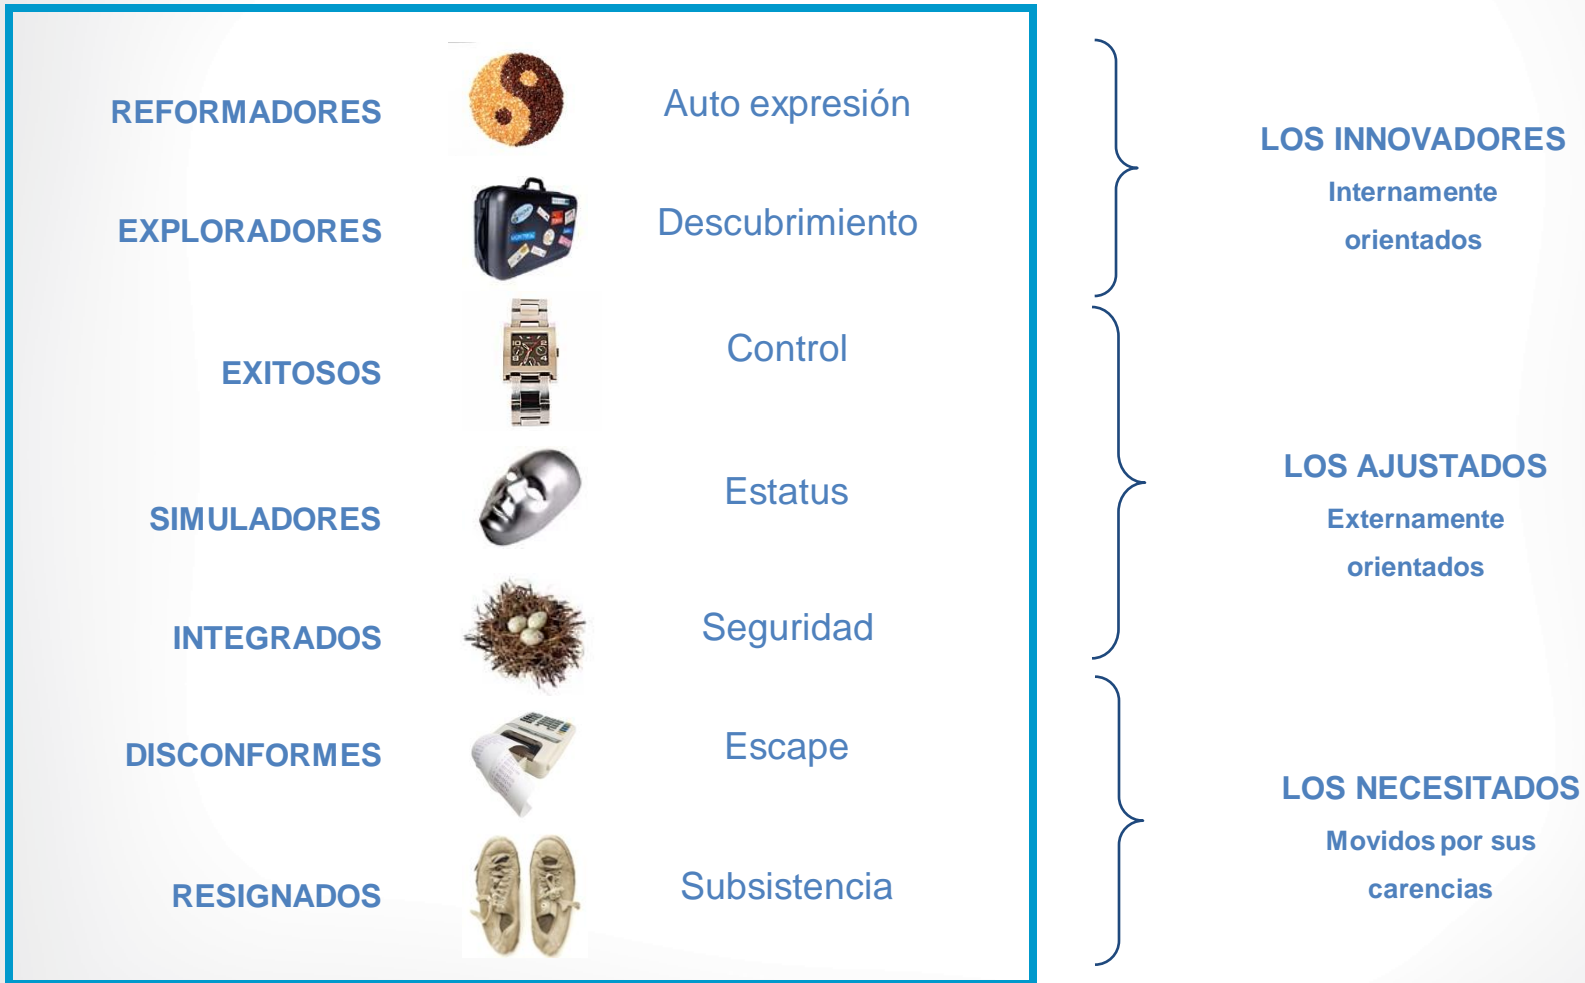 REFORMADORES
Auto expresión
EXPLORADORES
Descubrimiento
EXITOSOS
Control
SIMULADORES
Estatus
INTEGRADOS
Seguridad
DISCONFORMES
Escape
RESIGNADOS
Subsistencia
LOS INNOVADORES
Internamente
orientados
LOS AJUSTADOS
Externamente
orientados
LOS NECESITADOS
Movidos por sus
carencias